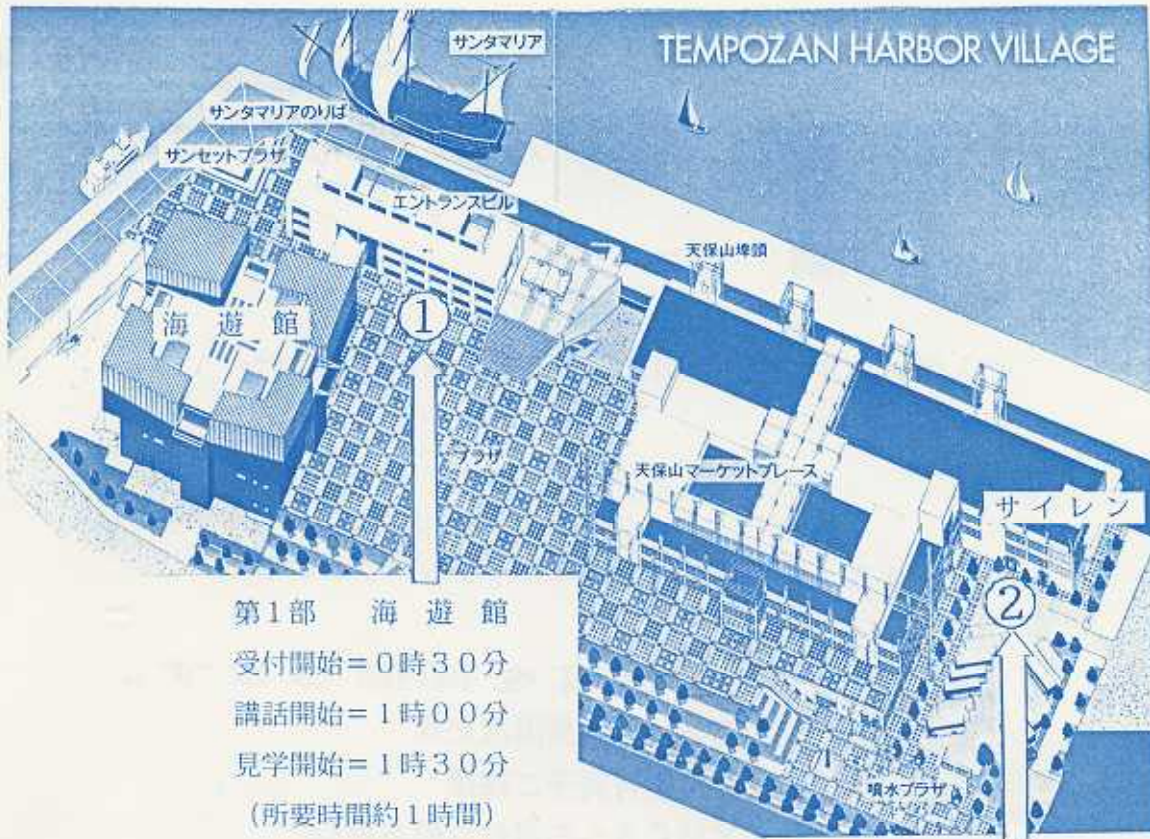 サンタマリア
TEMPOZAN HARBOR VILLAGE
サンタマリアのりば
サンセットプラザ
エントランスビル
天保山埠頭
海遊館
①
プラザ
天保山マーケットプレース
サイレン
②
噴水プラザ
第1部 海遊館
受付開始=0時30分
講話開始=1時00分
見学開始=1時30分
(所要時間約1時間)